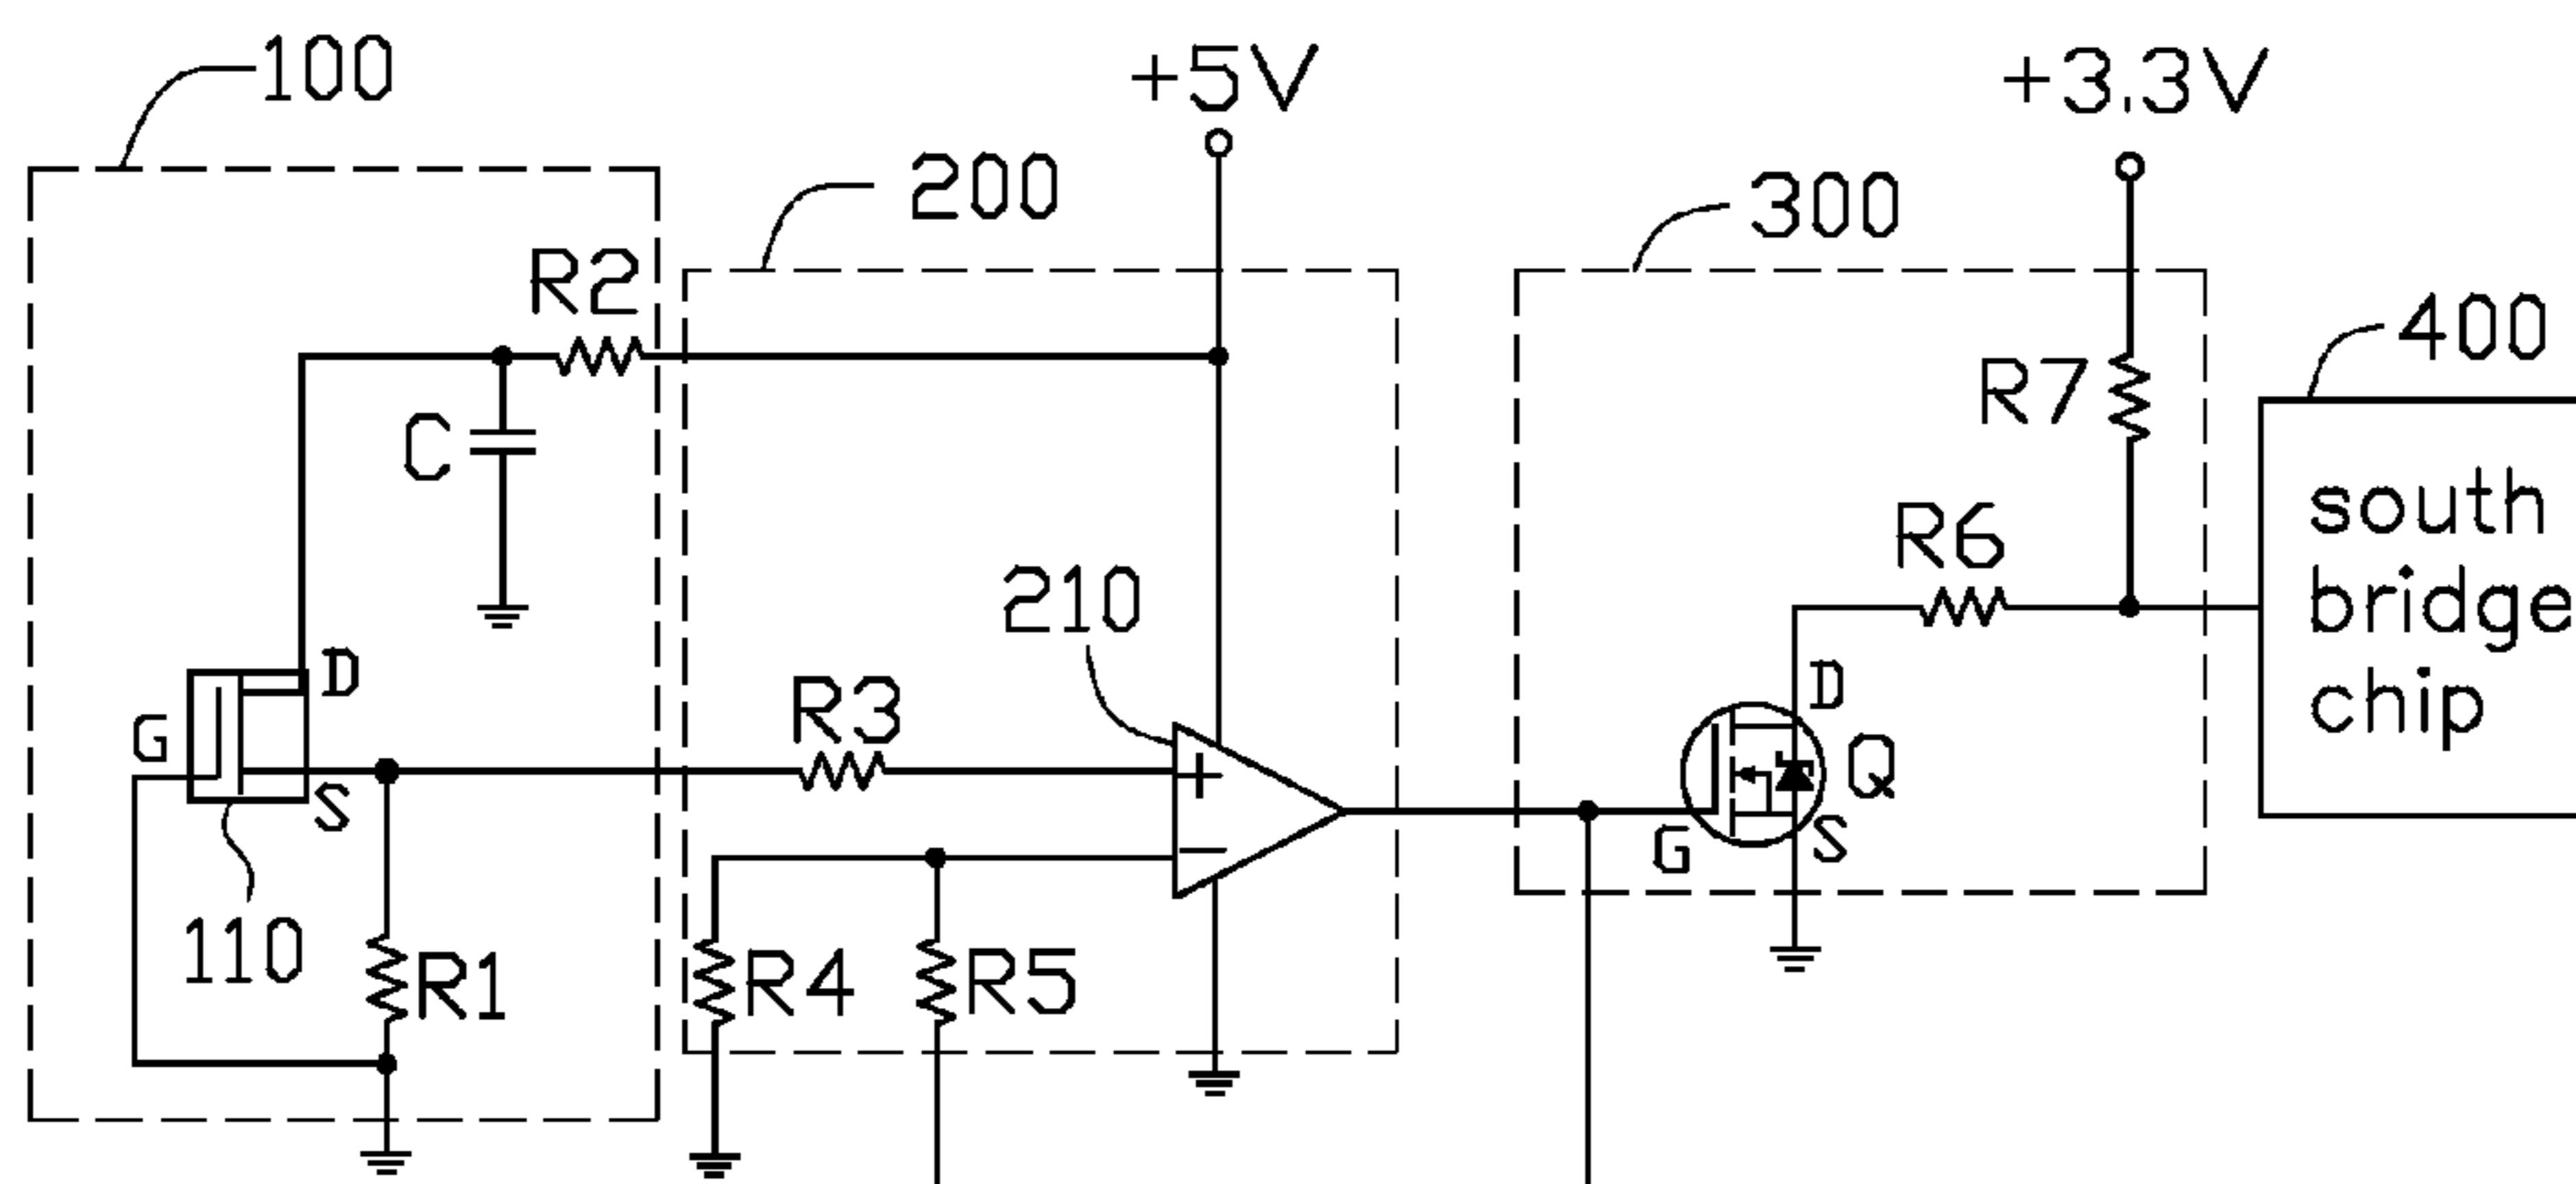 100
+5V
+3.3V
200
300
R2
400
R7
C
south
bridge
chip
R6
210
D
D
R3
G
Q
S
S
G
110
R1
R4
R5
+
−